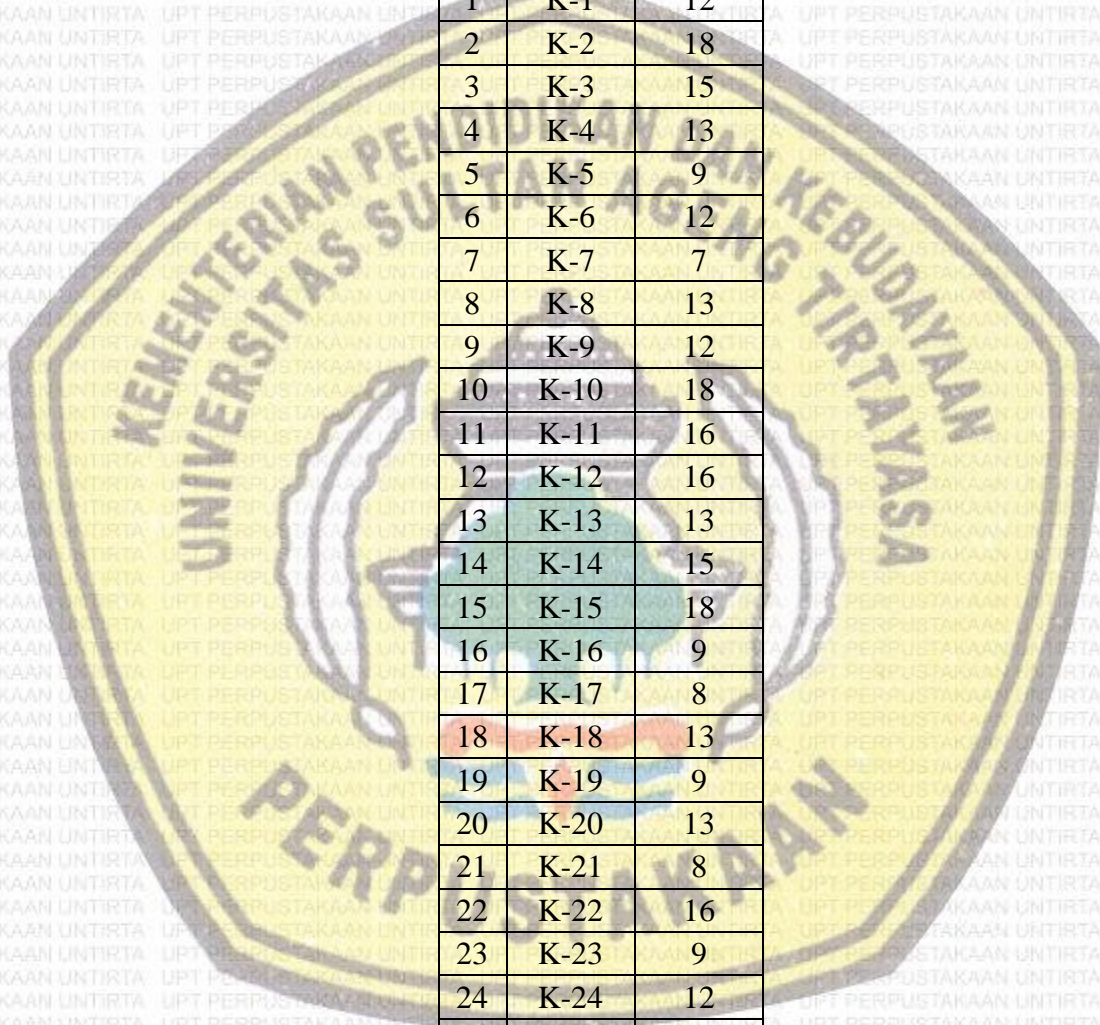 1 K-1 12
2 K-2 18
3 K-3 15
4 K-4 13
5 K-5 9
6 K-6 12
7 K-7 7
8 K-8 13
9 K-9 12
10 K-10 18
11 K-11 16
12 K-12 16
13 K-13 13
14 K-14 15
15 K-15 18
16 K-16 9
17 K-17 8
18 K-18 13
19 K-19 9
20 K-20 13
21 K-21 8
22 K-22 16
23 K-23 9
24 K-24 12
KEMENTERIAN PENDIDIKAN DAN KEBUDAYAAN
UNIVERSITAS SULTAN AGENG TIRTAYASA
PERPUSTAKAAN
UPT PERPUSTAKAAN UNTIRTA